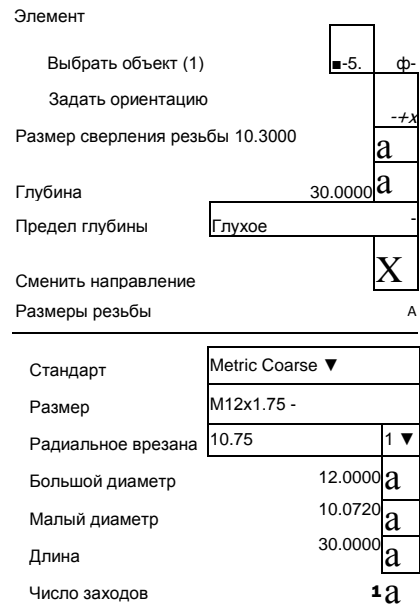 Элемент
Выбрать объект (1) ■-5. ф-
Задать ориентацию
-+x
Размер сверления резьбы 10.3000 a
Глубина 30.0000 a
Предел глубины Глухое -
Сменить направление X
Размеры резьбы A
Стандарт Metric Coarse ▼
Размер M12x1.75 -
Радиальное врезана 10.75 1 ▼
Большой диаметр 12.0000 a
Малый диаметр 10.0720 a
Длина 30.0000 a
Число заходов 1 a